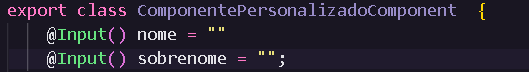 export class ComponentePersonalizadoComponent  {
@Input() nome = ""
@Input() sobrenome = "";